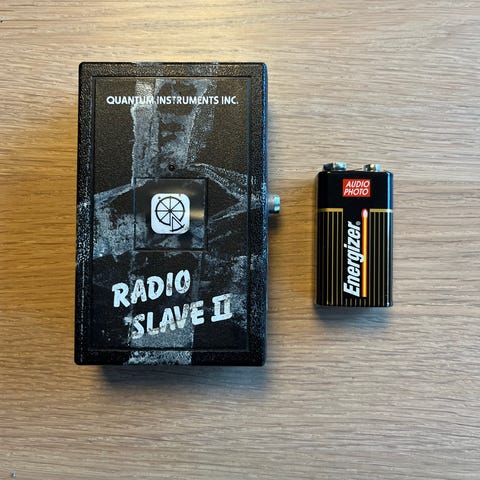 QUANTUM INSTRUMENTS INC.
RADIO
SLAVE II
AUDIO
PHOTO
Energizer®